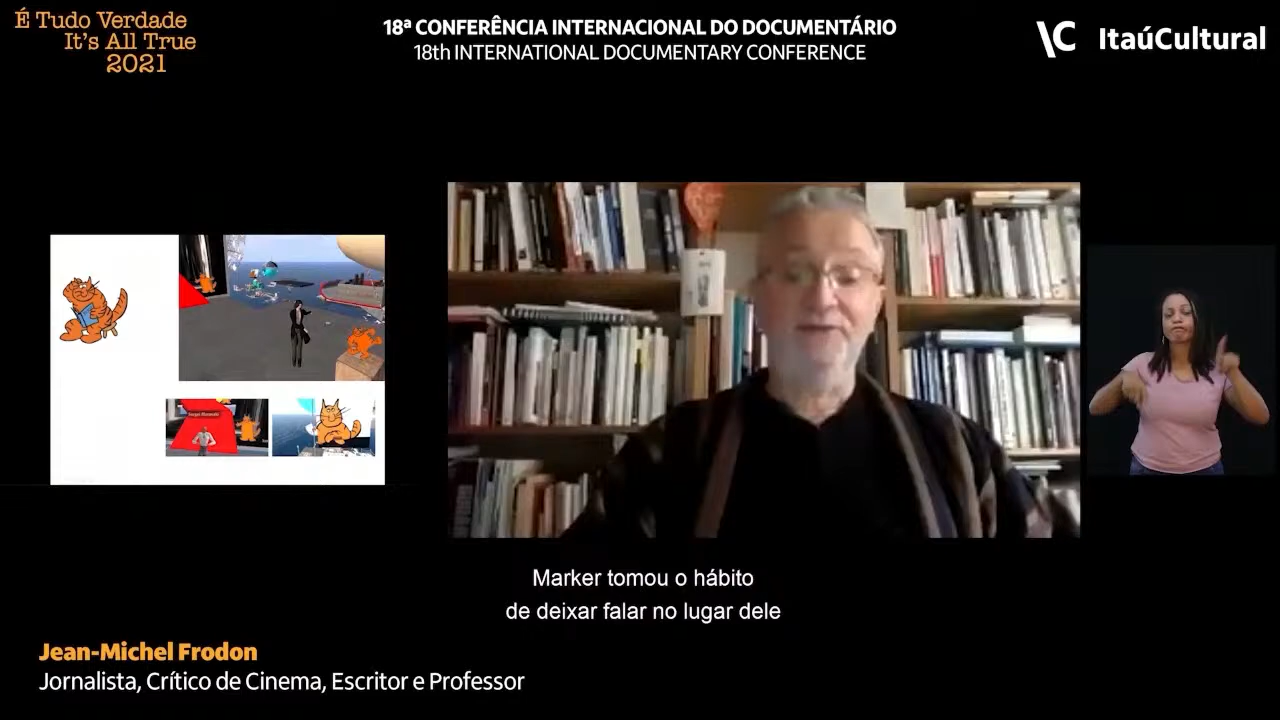 É Tudo Verdade
It's All True
2021
18ª CONFERÊNCIA INTERNACIONAL DO DOCUMENTÁRIO
18th INTERNATIONAL DOCUMENTARY CONFERENCE
ItaúCultural
Marker tomou o hábito
de deixar falar no lugar dele
Jean-Michel Frodon
Jornalista, Crítico de Cinema, Escritor e Professor